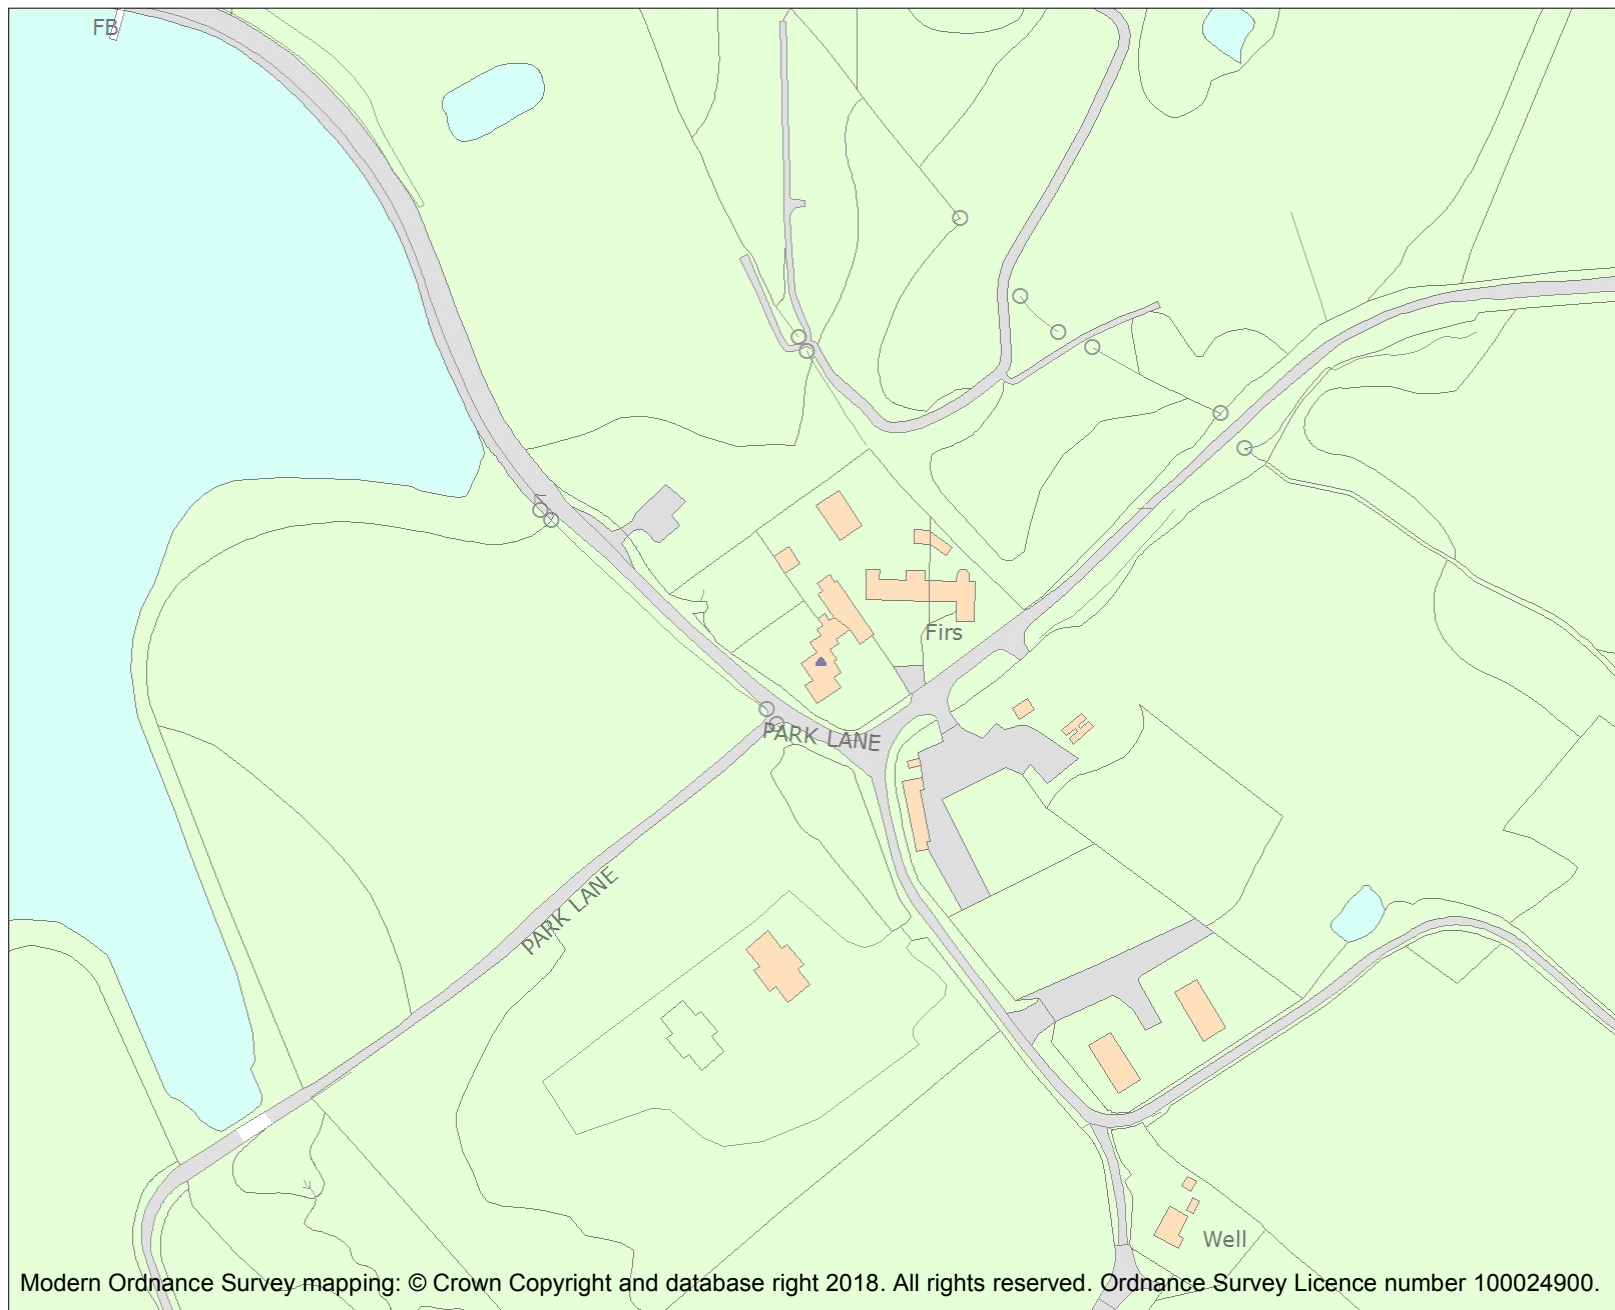 FB
Firs
PARK LANE
PARK LANE
Well
Modern Ordnance Survey mapping: © Crown Copyright and database right 2018. All rights reserved. Ordnance Survey Licence number 100024900.